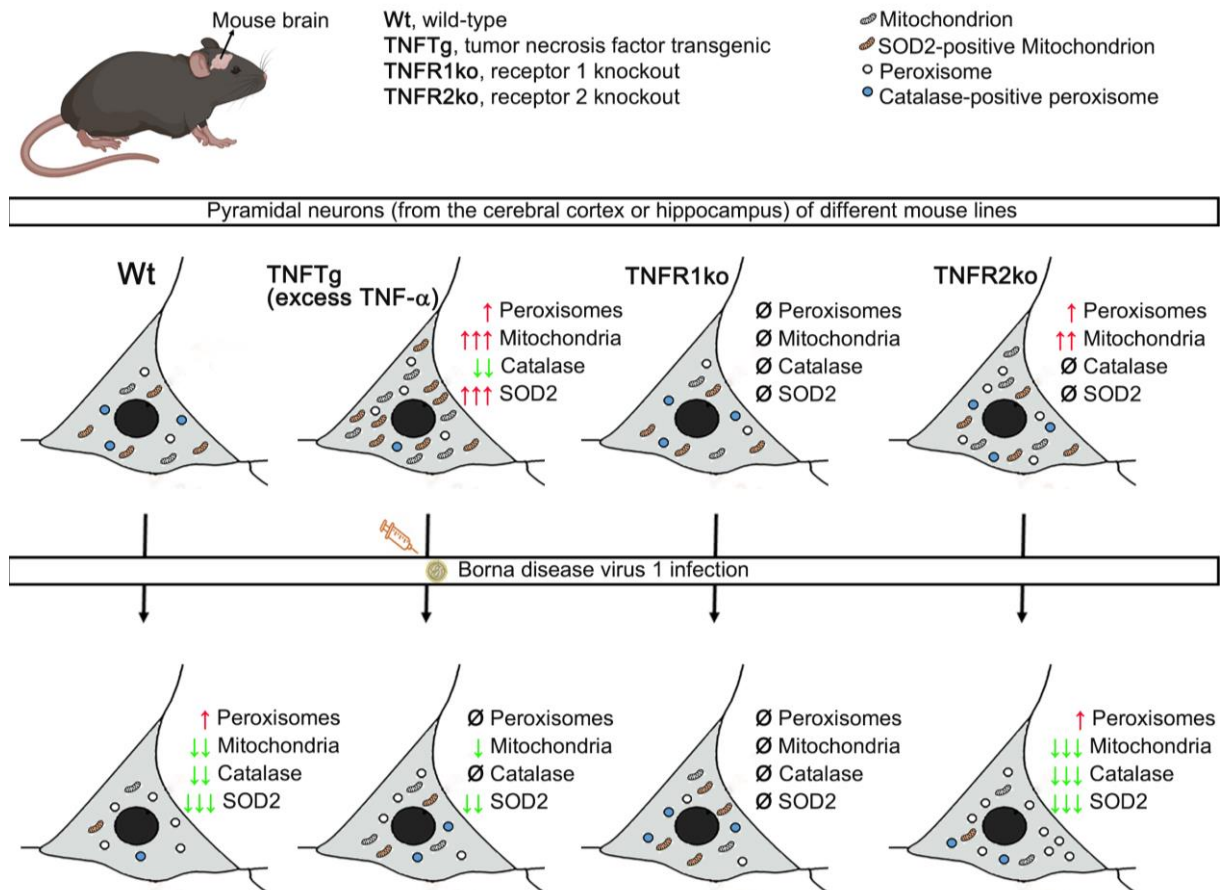 Mouse brain
Wt, wild-type
TNFTg, tumor necrosis factor transgenic
TNFR1ko, receptor 1 knockout
TNFR2ko, receptor 2 knockout
Mitochondrion
SOD2-positive Mitochondrion
Peroxisome
Catalase-positive peroxisome
Pyramidal neurons (from the cerebral cortex or hippocampus) of different mouse lines
Wt
TNFTg
(excess TNF-α)
↑ Peroxisomes
↑↑↑ Mitochondria
↓↓ Catalase
↑↑↑ SOD2
TNFR1ko
Ø Peroxisomes
Ø Mitochondria
Ø Catalase
Ø SOD2
TNFR2ko
↑ Peroxisomes
↑↑ Mitochondria
Ø Catalase
Ø SOD2
Borna disease virus 1 infection
↑ Peroxisomes
↓↓ Mitochondria
↓↓ Catalase
↓↓↓ SOD2
Ø Peroxisomes
↓ Mitochondria
Ø Catalase
↓↓ SOD2
Ø Peroxisomes
Ø Mitochondria
Ø Catalase
Ø SOD2
↑ Peroxisomes
↓↓↓ Mitochondria
↓↓↓ Catalase
↓↓↓ SOD2